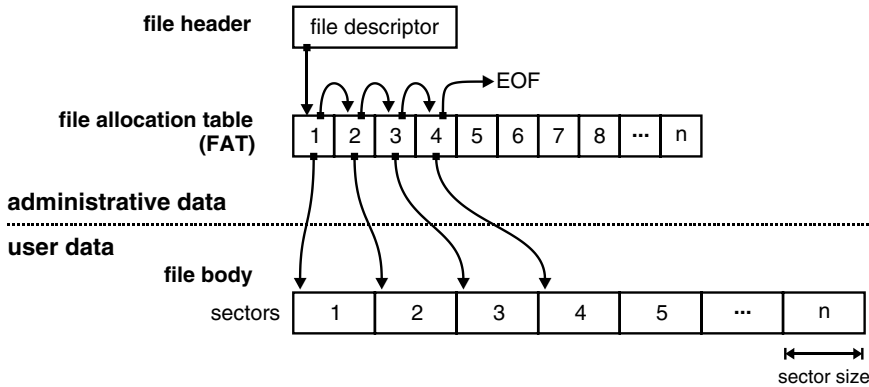 file header
file descriptor
EOF
file allocation table
(FAT)
1 2 3 4 5 6 7 8 ... n
administrative data
user data
file body
sectors
1 2 3 4 5 ... n
sector size